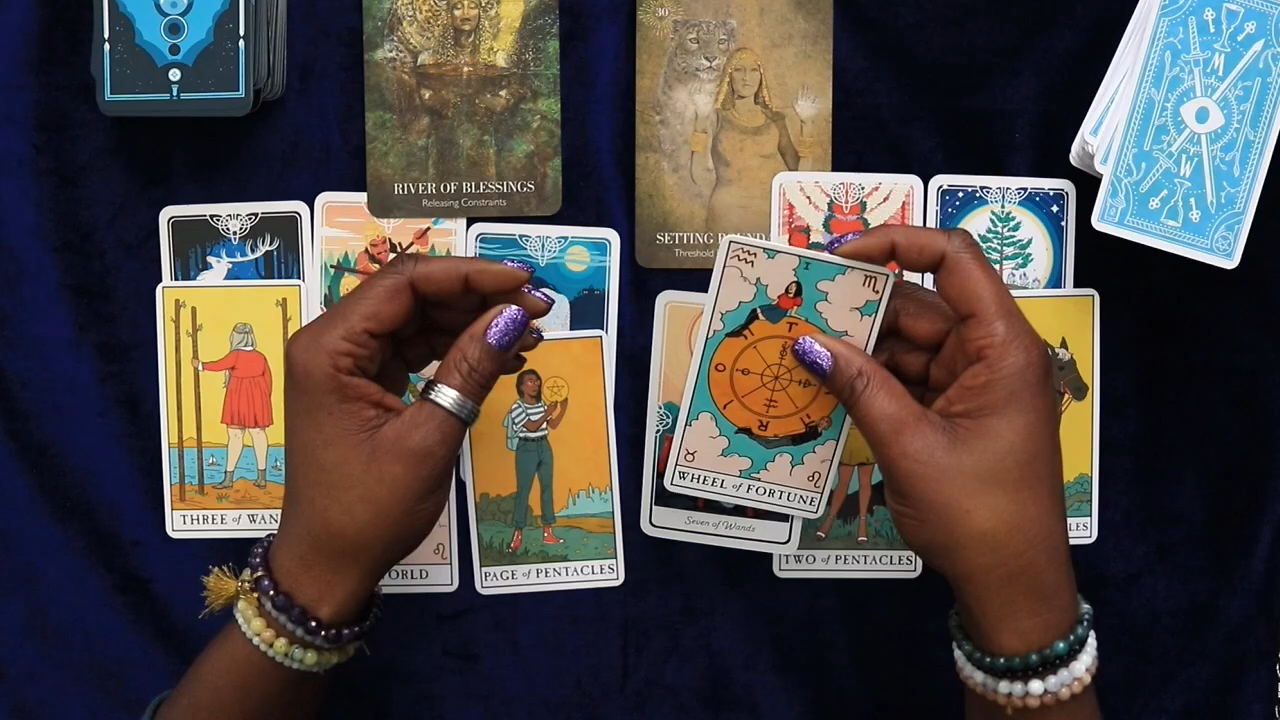 RIVER OF BLESSINGS
Releasing Constraints
30
SETTING
Threshold
M
W
I
WHEEL of FORTUNE
T
O
R
THREE of WAN
ORLD
PAGE of PENTACLES
Seven of Wands
TWO of PENTACLES
LES